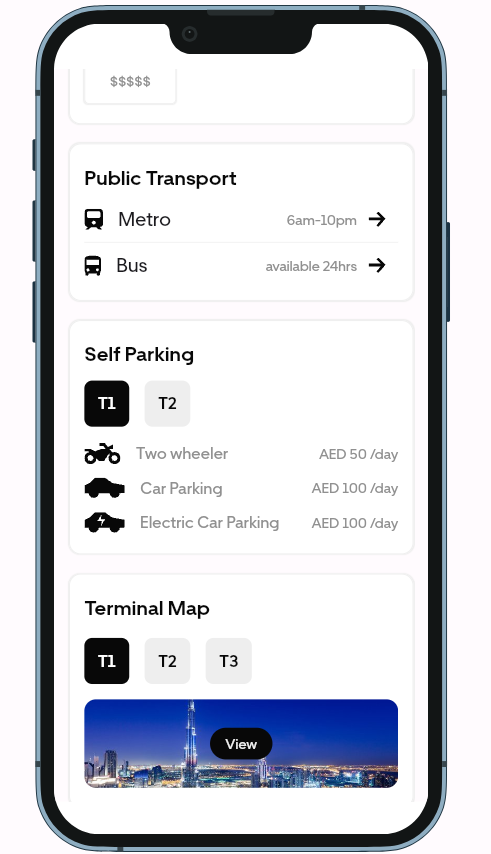 $$$$$
Public Transport
Metro 6am-10pm
Bus available 24hrs
Self Parking
T1 T2
Two wheeler AED 50 /day
Car Parking AED 100 /day
Electric Car Parking AED 100 /day
Terminal Map
T1 T2 T3
View